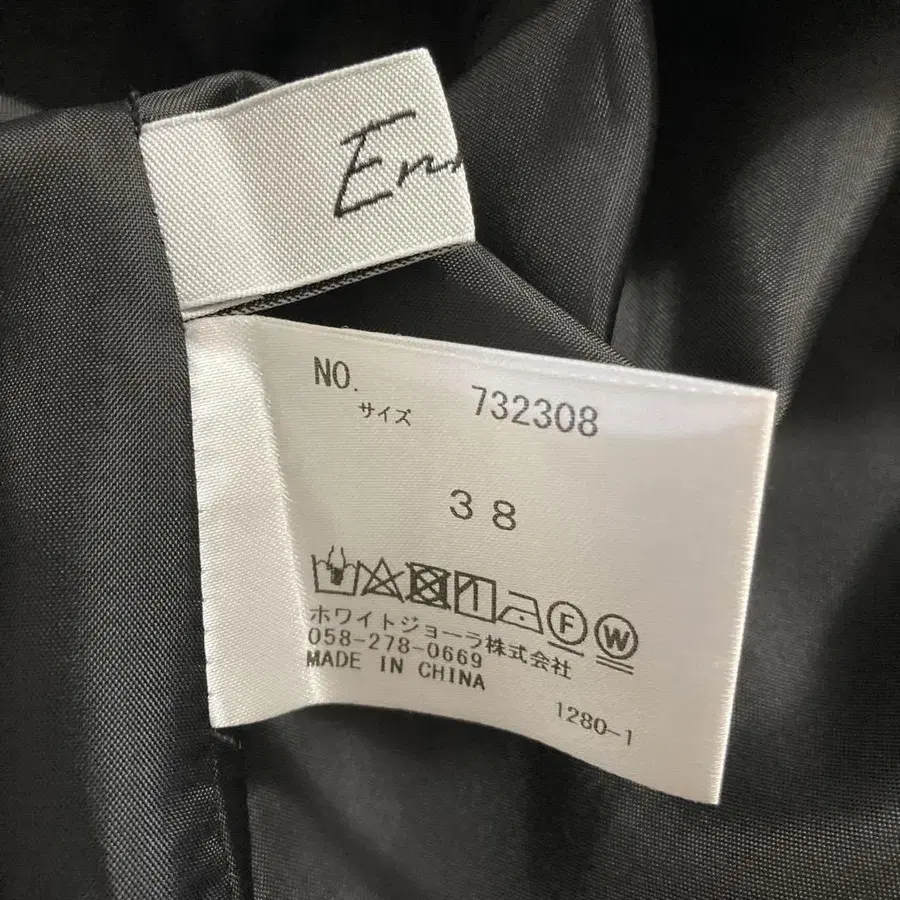 NO. 732308
サイズ
38
F W
ホワイトジョーラ株式会社
058-278-0669
MADE IN CHINA
1280-1